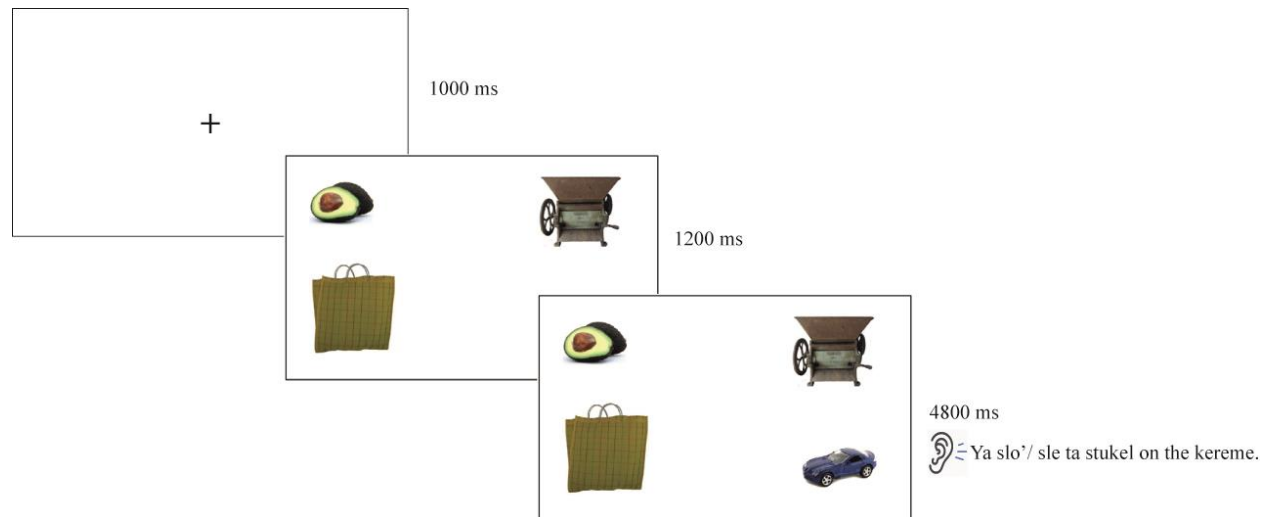 1000 ms
1200 ms
4800 ms
Ya slo’/ sle ta stukel on the kereme.